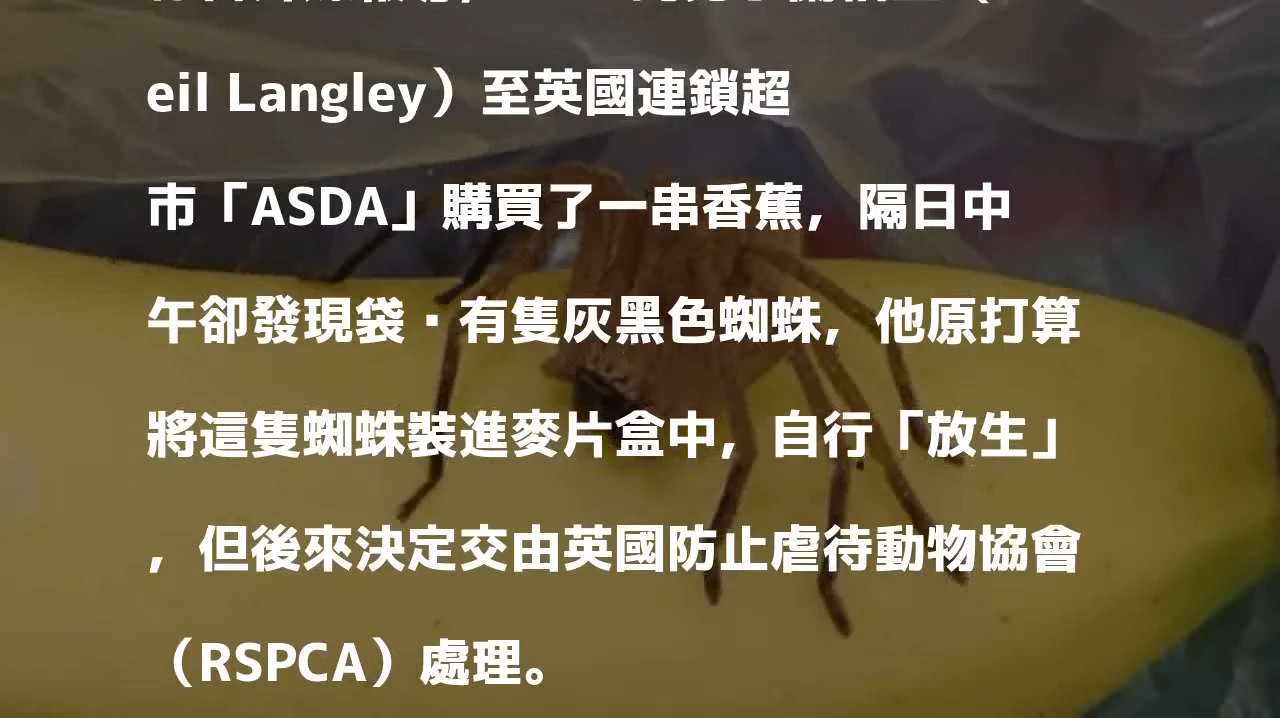 eil Langley）至英國連鎖超
市「ASDA」購買了一串香蕉，隔日中
午卻發現袋·有隻灰黑色蜘蛛，他原打算
將這隻蜘蛛裝進麥片盒中，自行「放生」
，但後來決定交由英國防止虐待動物協會
（RSPCA）處理。